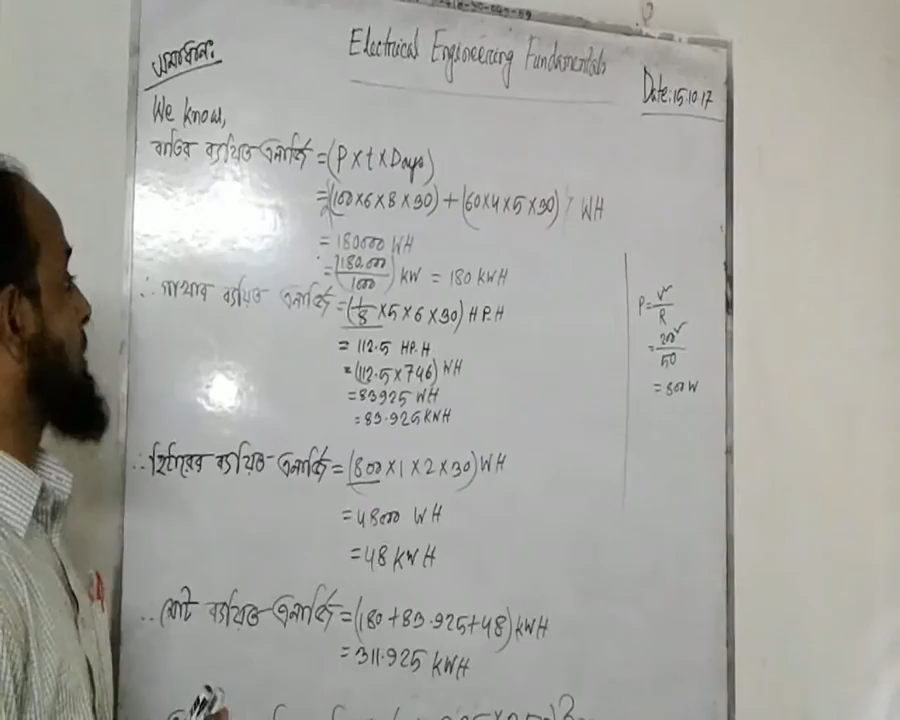 সমাধান:
Electrical Engineering Fundamentals
Date: 15.10.17
We know,
বাতির ব্যয়িত এনার্জি = (P x t x Days)
= (100 x 6 x 8 x 30) + (60 x 4 x 5 x 30) WH
= 180000 WH
= (180,000/1000) KW = 180 KWH
∴ পাখার ব্যয়িত এনার্জি = (1/8 x 5 x 6 x 30) H P.H
= 112.5 HP.H
= (112.5 x 746) WH
= 83925 WH
= 83.925 KWH
∴ হিটারের ব্যয়িত এনার্জি = (800 x 1 x 2 x 30) WH
= 48000 WH
= 48 KWH
∴ মোট ব্যয়িত এনার্জি = (180 + 83.925 + 48) KWH
= 311.925 KWH
P = V²/R
= 200²/50
= 800 W